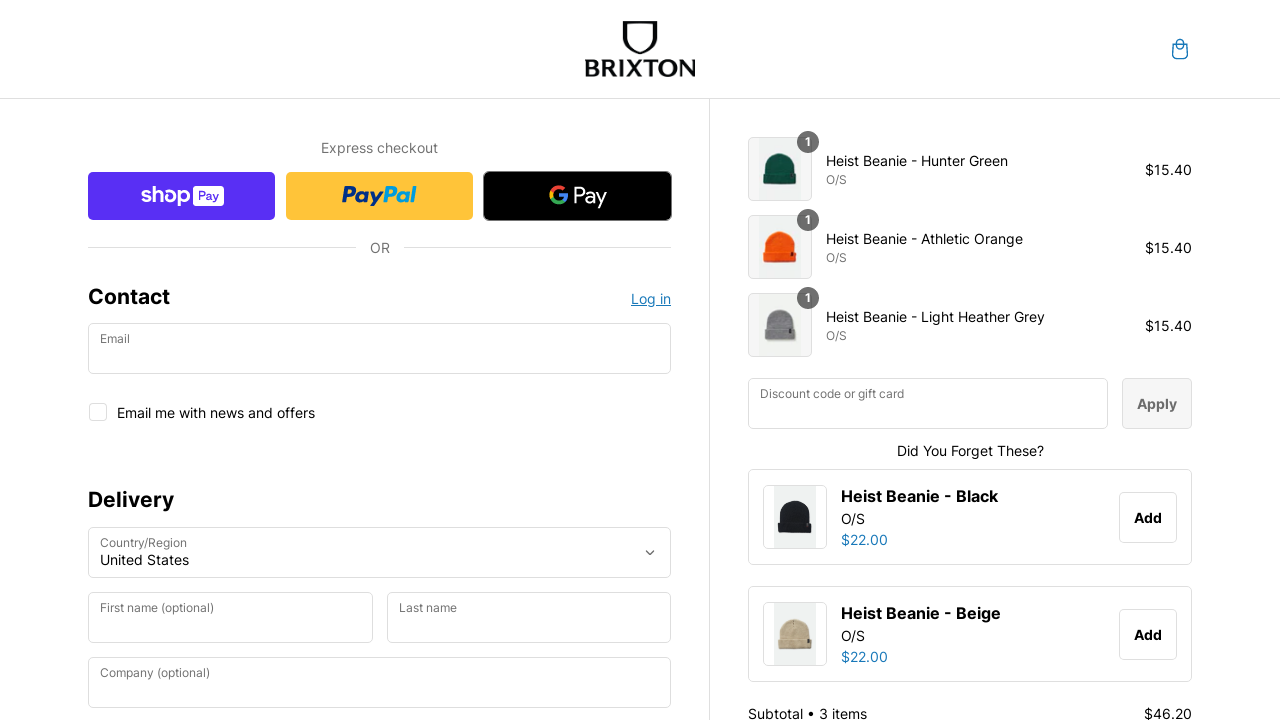 BRIXTON
Express checkout
shop Pay
PayPal
G Pay
OR
Contact
Log in
Email
Email me with news and offers
Delivery
Country/Region
United States
First name (optional)
Last name
Company (optional)
1
Heist Beanie - Hunter Green
O/S
$15.40
1
Heist Beanie - Athletic Orange
O/S
$15.40
1
Heist Beanie - Light Heather Grey
O/S
$15.40
Discount code or gift card
Apply
Did You Forget These?
Heist Beanie - Black
O/S
$22.00
Add
Heist Beanie - Beige
O/S
$22.00
Add
Subtotal • 3 items
$46.20